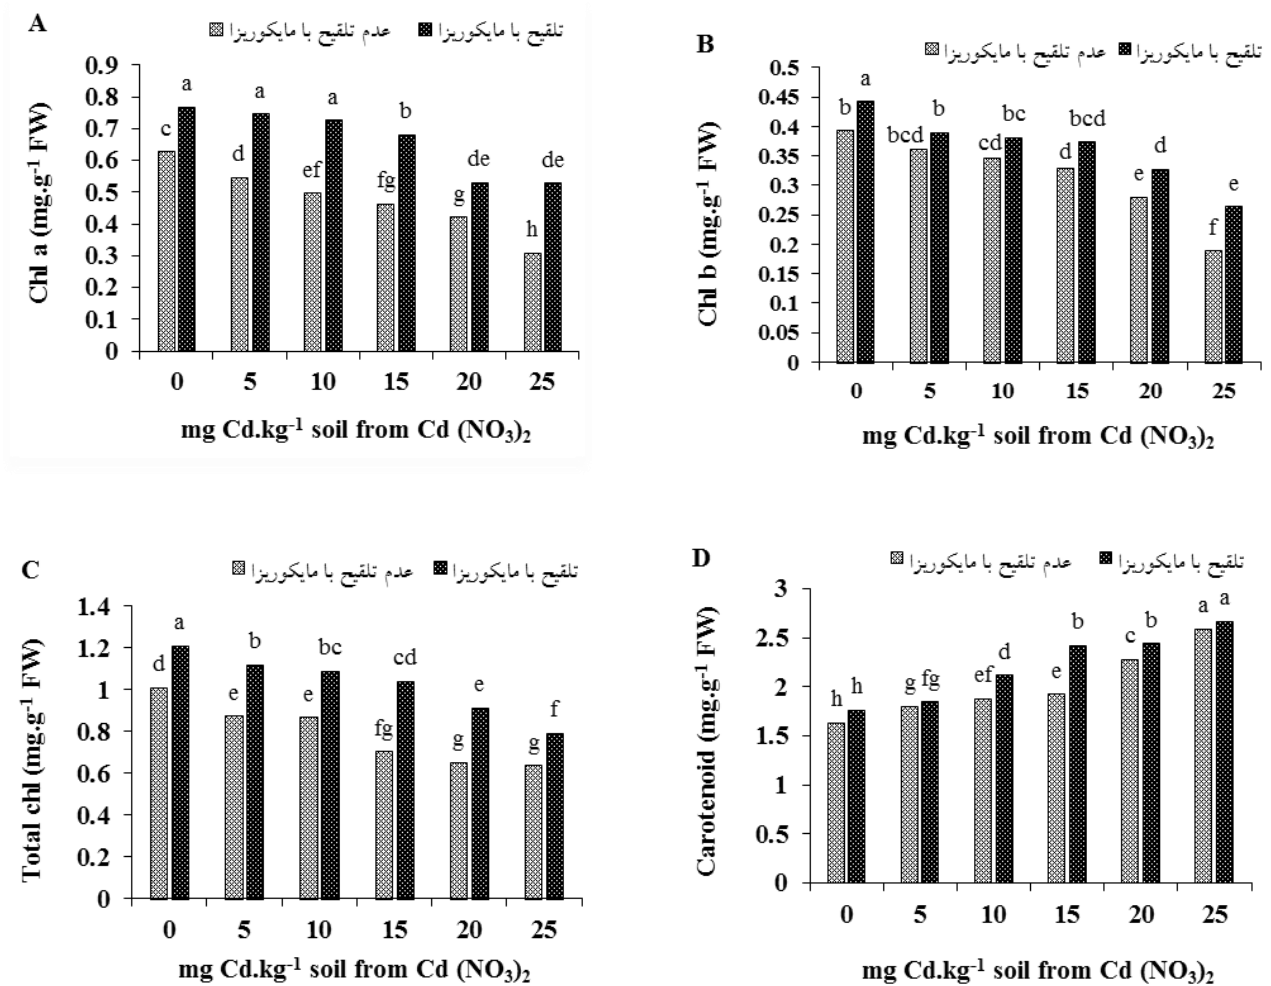 A
عدم تلقیح با مایکوریزا تلقیح با مایکوریزا
Chl a (mg.g⁻¹ FW)
0.9
0.8
0.7
0.6
0.5
0.4
0.3
0.2
0.1
0
c a d a ef a fg b g de h de
0 5 10 15 20 25
mg Cd.kg⁻¹ soil from Cd (NO₃)₂
B
عدم تلقیح با مایکوریزا تلقیح با مایکوریزا
Chl b (mg.g⁻¹ FW)
0.5
0.45
0.4
0.35
0.3
0.25
0.2
0.15
0.1
0.05
0
b a bcd b cd bc d bcd e d f e
0 5 10 15 20 25
mg Cd.kg⁻¹ soil from Cd (NO₃)₂
C
عدم تلقیح با مایکوریزا تلقیح با مایکوریزا
Total chl (mg.g⁻¹ FW)
1.4
1.2
1
0.8
0.6
0.4
0.2
0
d a e b e bc fg cd g e g f
0 5 10 15 20 25
mg Cd.kg⁻¹ soil from Cd (NO₃)₂
D
عدم تلقیح با مایکوریزا تلقیح با مایکوریزا
Carotenoid (mg.g⁻¹ FW)
3
2.5
2
1.5
1
0.5
0
h h g fg ef d e b c b a a
0 5 10 15 20 25
mg Cd.kg⁻¹ soil from Cd (NO₃)₂